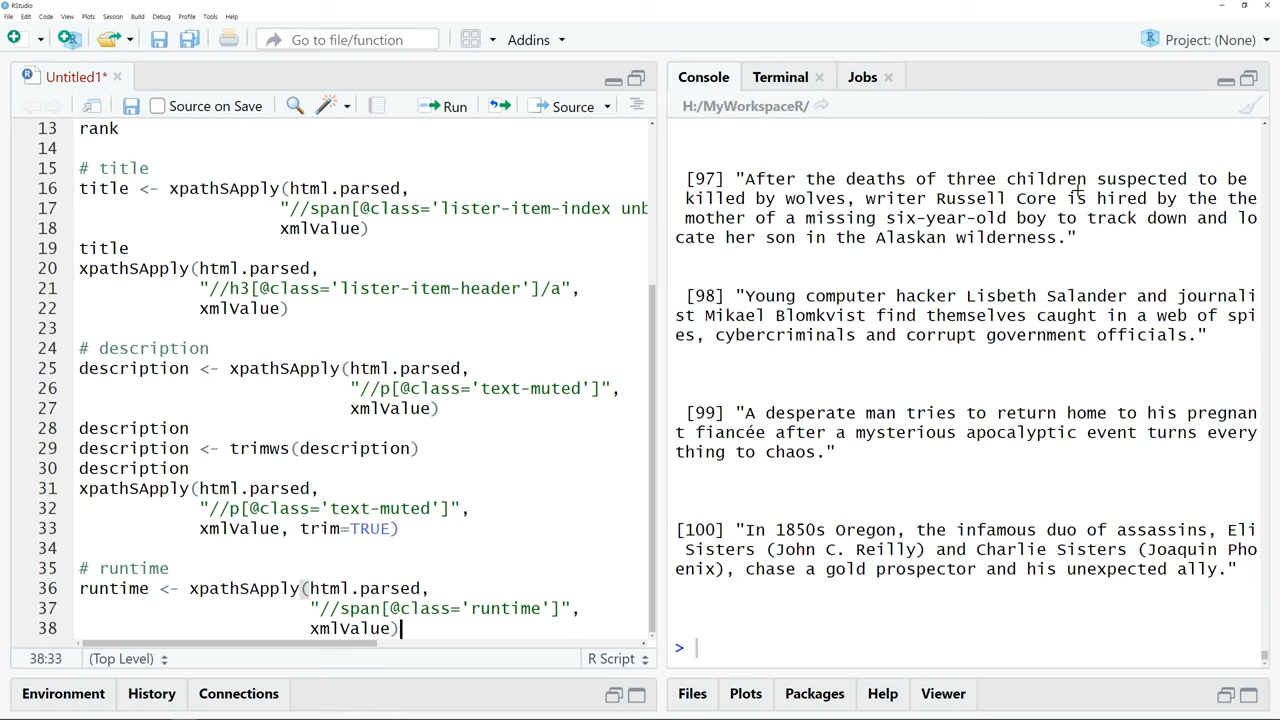 RStudio
File Edit Code View Plots Session Build Debug Profile Tools Help
Go to file/function Addins Project: (None)
Untitled1*
Source on Save Run Source
13 rank
14
15 # title
16 title <- xpathSApply(html.parsed,
17 "//span[@class='lister-item-index unb
18 xmlValue)
19 title
20 xpathSApply(html.parsed,
21 "//h3[@class='lister-item-header']/a",
22 xmlValue)
23
24 # description
25 description <- xpathSApply(html.parsed,
26 "//p[@class='text-muted']",
27 xmlValue)
28 description
29 description <- trimws(description)
30 description
31 xpathSApply(html.parsed,
32 "//p[@class='text-muted']",
33 xmlValue, trim=TRUE)
34
35 # runtime
36 runtime <- xpathSApply(html.parsed,
37 "//span[@class='runtime']",
38 xmlValue)
38:33 (Top Level) R Script
Environment History Connections
Console Terminal Jobs
H:/MyWorkspaceR/
[97] "After the deaths of three children suspected to be
killed by wolves, writer Russell Core is hired by the the
mother of a missing six-year-old boy to track down and lo
cate her son in the Alaskan wilderness."
[98] "Young computer hacker Lisbeth Salander and journali
st Mikael Blomkvist find themselves caught in a web of spi
es, cybercriminals and corrupt government officials."
[99] "A desperate man tries to return home to his pregnan
t fiancée after a mysterious apocalyptic event turns every
thing to chaos."
[100] "In 1850s Oregon, the infamous duo of assassins, Eli
Sisters (John C. Reilly) and Charlie Sisters (Joaquin Pho
enix), chase a gold prospector and his unexpected ally."
>
Files Plots Packages Help Viewer